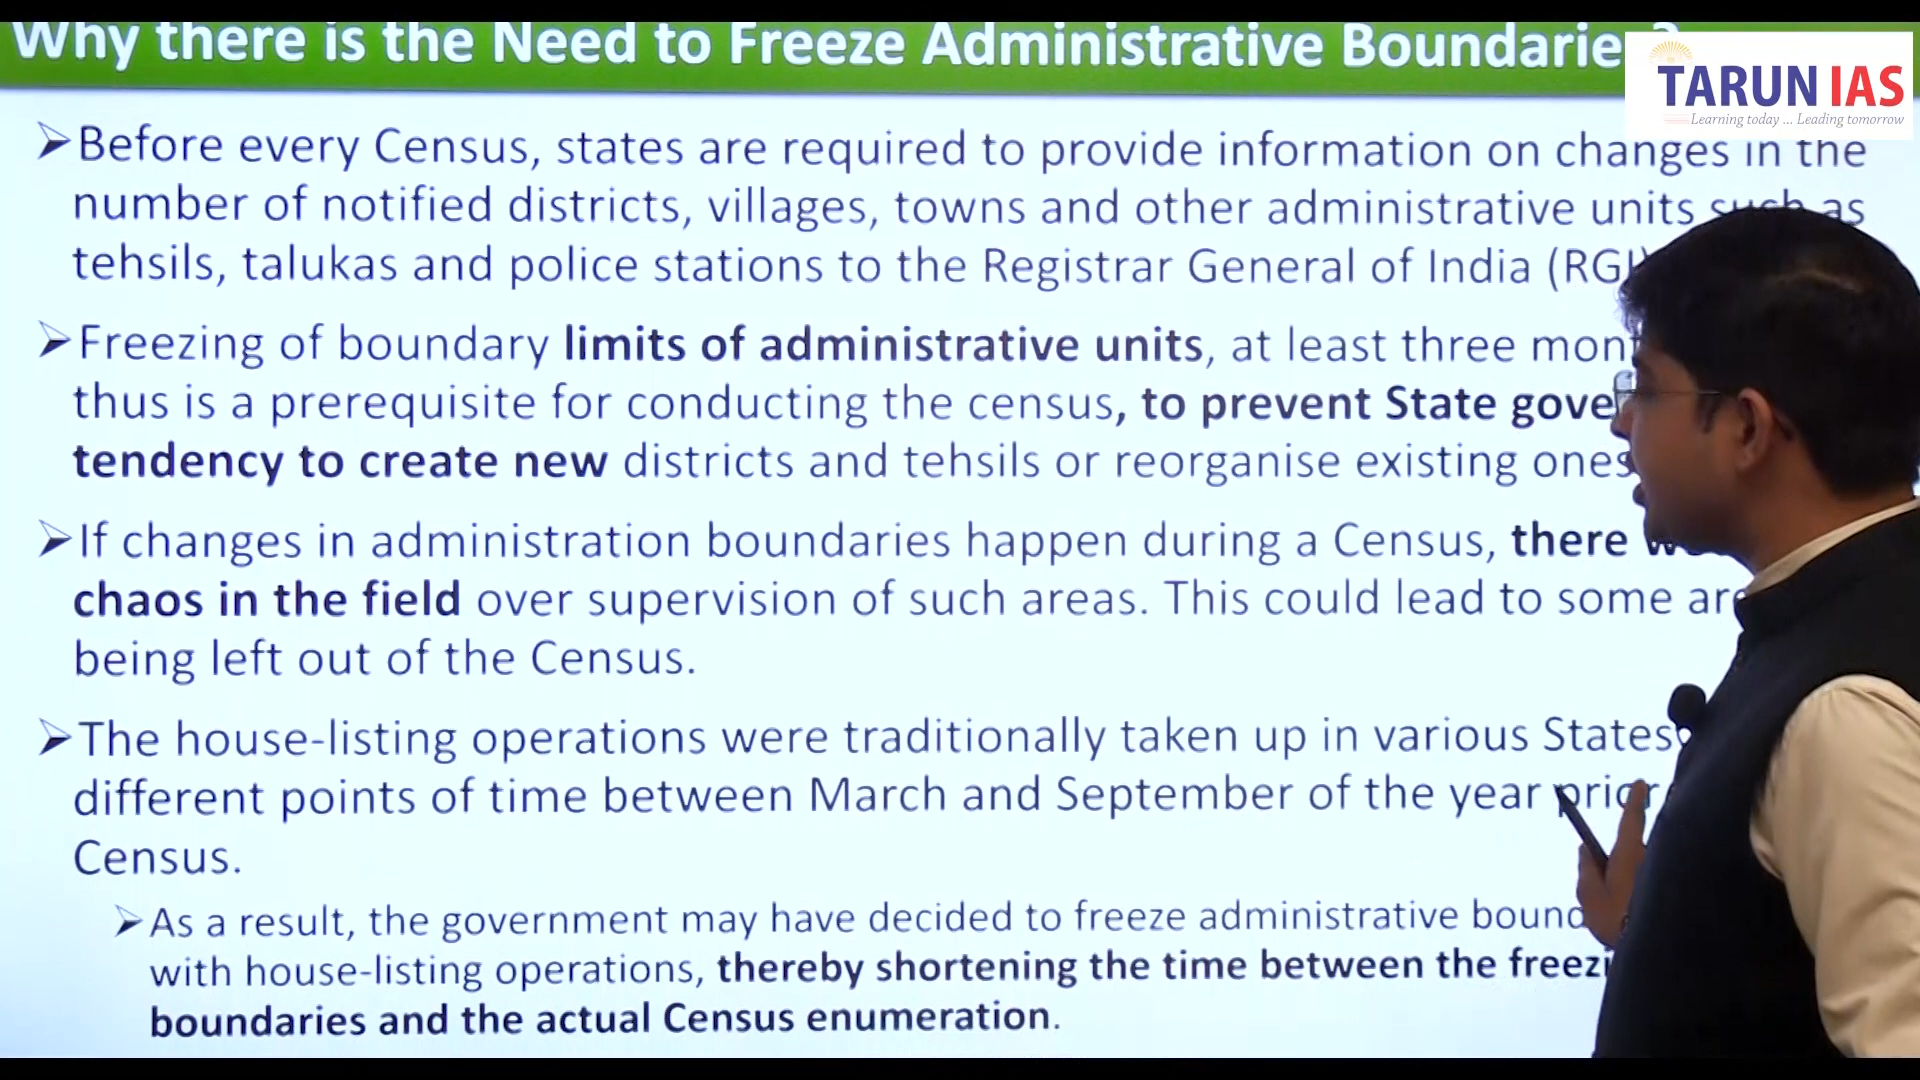 Why there is the Need to Freeze Administrative Boundarie ?
TARUN IAS
Learning today ... Leading tomorrow
➢Before every Census, states are required to provide information on changes in the
number of notified districts, villages, towns and other administrative units such as
tehsils, talukas and police stations to the Registrar General of India (RGI)
➢Freezing of boundary limits of administrative units, at least three mon
thus is a prerequisite for conducting the census, to prevent State gove
tendency to create new districts and tehsils or reorganise existing ones
➢If changes in administration boundaries happen during a Census, there
chaos in the field over supervision of such areas. This could lead to some are
being left out of the Census.
➢The house-listing operations were traditionally taken up in various States
different points of time between March and September of the year prior
Census.
➢As a result, the government may have decided to freeze administrative bound
with house-listing operations, thereby shortening the time between the freezi
boundaries and the actual Census enumeration.